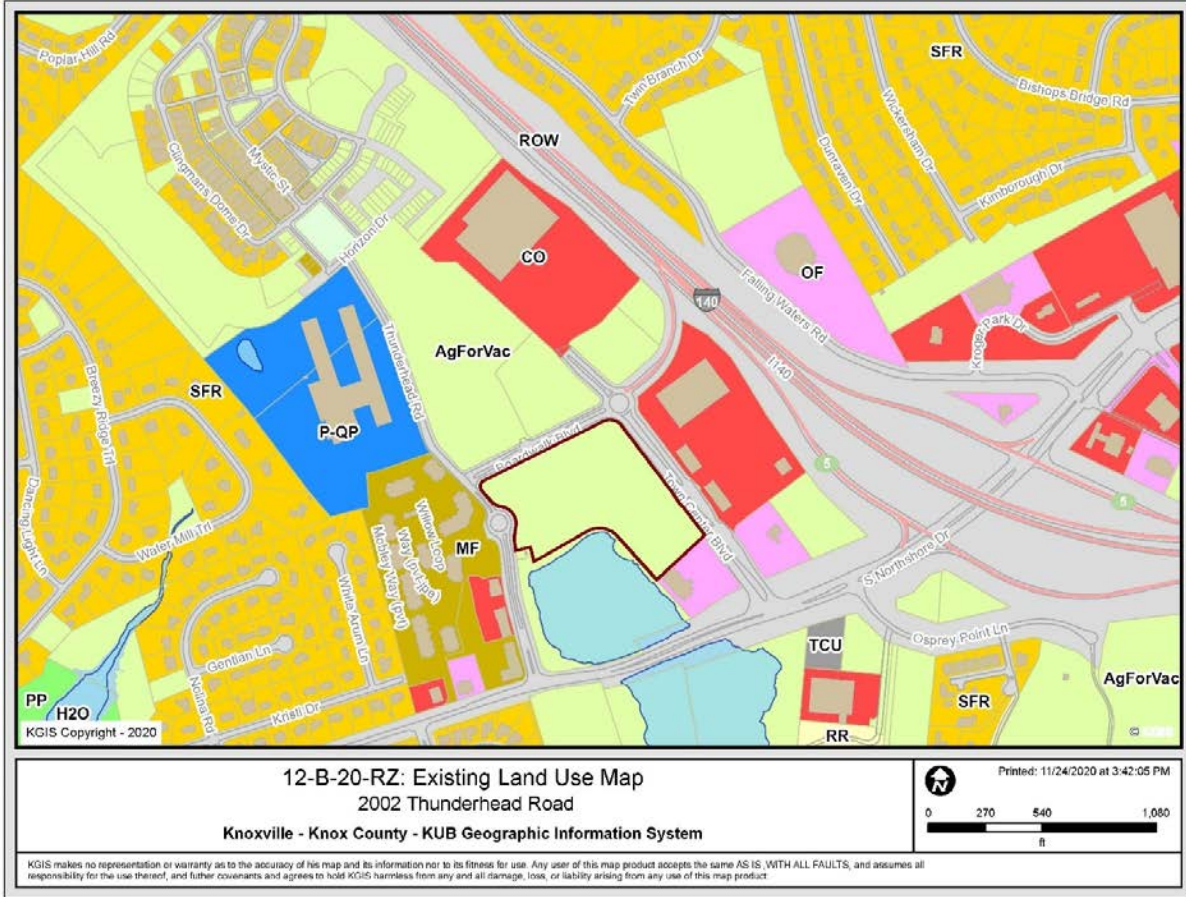 Poplar Hill Rd
Mystic St
Clingmans Dome Dr
Horizon Dr
Twin Branch Dr
SFR
Bishops Bridge Rd
Wickersham Dr
Dunraven Dr
Kimborough Dr
ROW
CO
OF
140
I140
Falling Waters Rd
Kroger Park Dr
AgForVac
Thunderhead Rd
SFR
P-QP
Breezy Ridge Trl
Dancing Light Ln
Water Mill Trl
Boardwalk Blvd
Town Center Blvd
5
5
S Northshore Dr
Willow Loop
Way (pvt-jpa)
Mobley Way (pvt)
MF
White Arum Ln
Gentian Ln
Nolina Rd
Kristi Dr
Osprey Point Ln
TCU
AgForVac
SFR
RR
PP
H2O
KGIS Copyright - 2020
©
12-B-20-RZ: Existing Land Use Map
2002 Thunderhead Road
Knoxville - Knox County - KUB Geographic Information System
N
Printed: 11/24/2020 at 3:42:05 PM
0 270 540 1,080
ft
KGIS makes no representation or warranty as to the accuracy of his map and its information nor to its fitness for use. Any user of this map product accepts the same AS IS ,WITH ALL FAULTS, and assumes all
responsibility for the use thereof, and futher covenants and agrees to hold KGIS harmless from any and all damage, loss, or liability arising from any use of this map product.